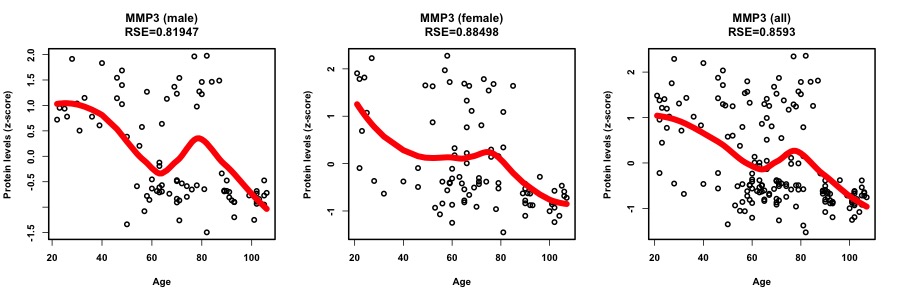 MMP3 (male)
RSE=0.81947
Protein levels (z-score)
2.0
1.5
1.0
0.5
0.0
-0.5
-1.5
20 40 60 80 100
Age
MMP3 (female)
RSE=0.88498
Protein levels (z-score)
2
1
0
-1
20 40 60 80 100
Age
MMP3 (all)
RSE=0.8593
Protein levels (z-score)
2
1
0
-1
20 40 60 80 100
Age